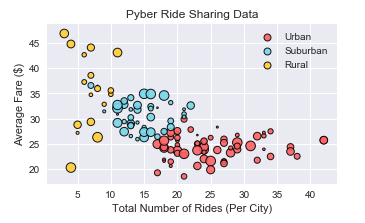 Pyber Ride Sharing Data
Urban
Suburban
Rural
Average Fare ($)
45
40
35
30
25
20
5 10 15 20 25 30 35 40
Total Number of Rides (Per City)